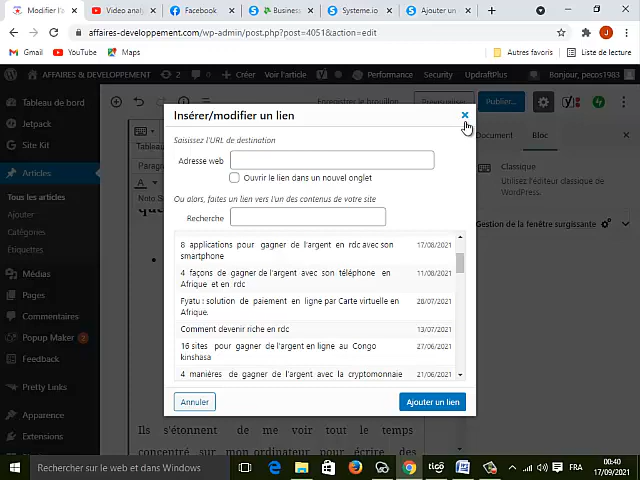 Modifier l'a
Video analy
Facebook
Business
Systeme.io
Ajouter un
affaires-developpement.com/wp-admin/post.php?post=4051&action=edit
Gmail
YouTube
Maps
Autres favoris
Liste de lecture
AFFAIRES & DEVELOPPEMENT
2
Créer
Voir l'article
Performance
Security
UpdraftPlus
Bonjour, pecos1983
Tableau de bord
Jetpack
Site Kit
Articles
Tous les articles
Ajouter
Catégories
Étiquettes
Médias
Pages
Commentaires
Popup Maker 2
Feedback
Pretty Links
Apparence
Extensions
Enregistrer le brouillon
Prévisualiser
Publier...
Document
Bloc
Classique
Utilisez l'éditeur classique de
WordPress.
Gestion de la fenêtre surgissante
Insérer/modifier un lien
Saisissez l'URL de destination
Adresse web
Ouvrir le lien dans un nouvel onglet
Ou alors, faites un lien vers l'un des contenus de votre site
Recherche
8 applications pour gagner de l'argent en rdc avec son
smartphone
17/08/2021
4 façons de gagner de l'argent avec son téléphone en
Afrique et en rdc
11/08/2021
Fyatu : solution de paiement en ligne par Carte virtuelle en
Afrique.
28/07/2021
Comment devenir riche en rdc
13/07/2021
16 sites pour gagner de l'argent en ligne au Congo
kinshasa
27/06/2021
4 manières de gagner de l'argent avec la cryptomonnaie
21/06/2021
Annuler
Ajouter un lien
Ils s'étonnent de me voir tout le temps
concentré sur mon ordinateur pour écrire des
Rechercher sur le web et dans Windows
tigo
FRA
00:40
17/09/2021